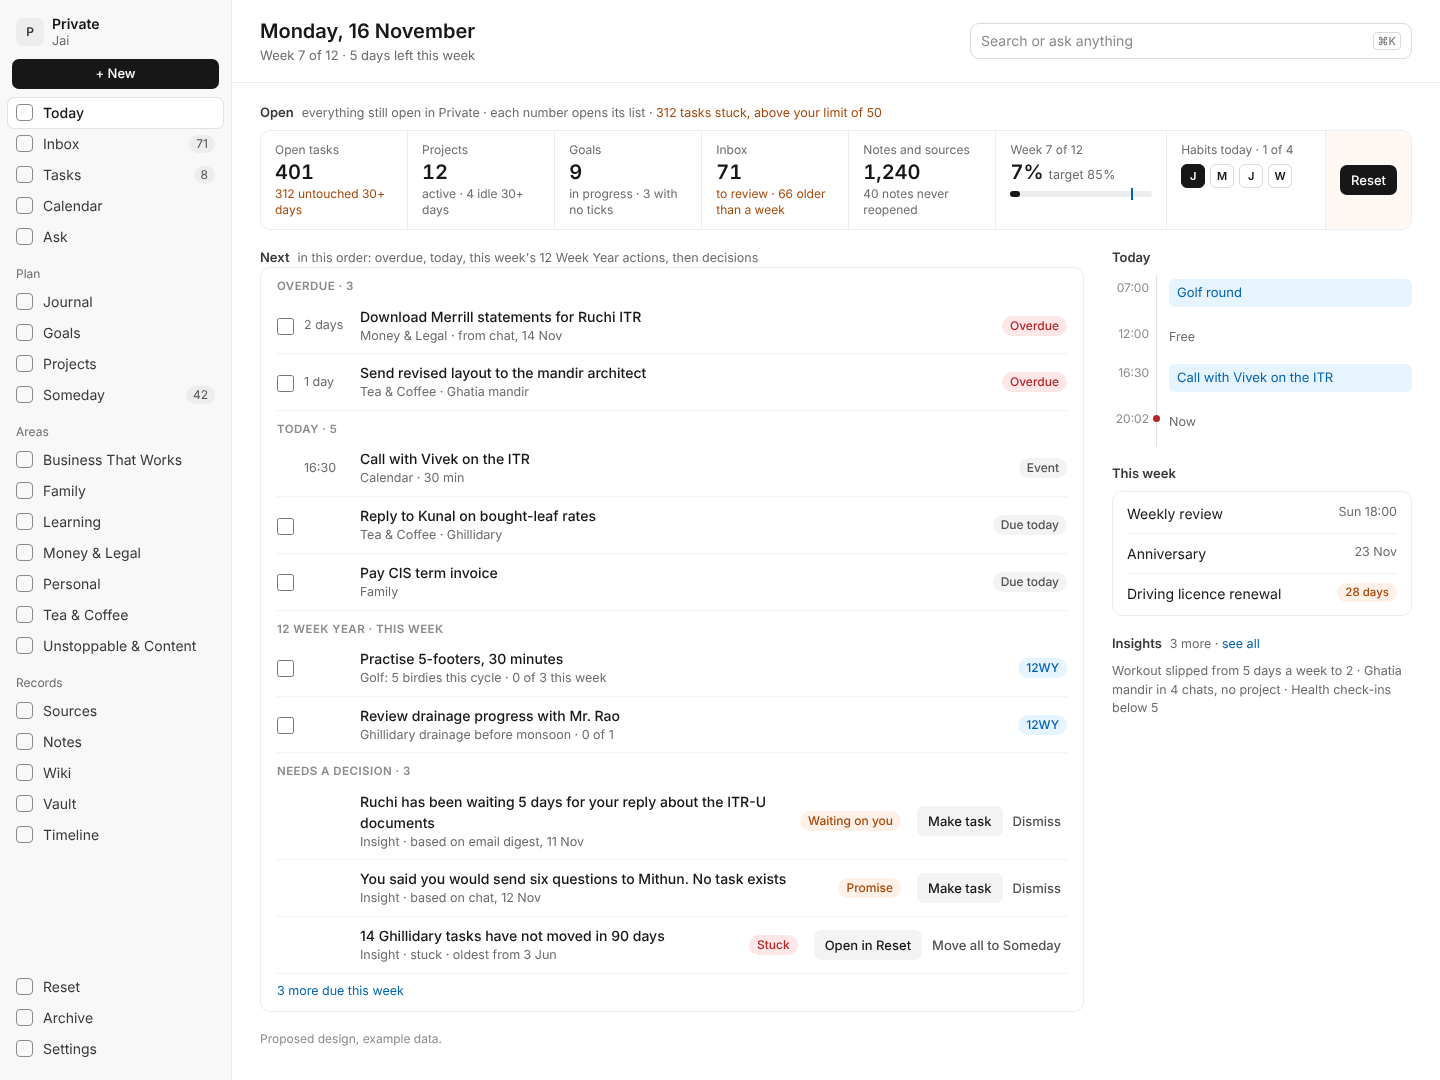 P
Private
Jai
+ New
Today
Inbox 71
Tasks 8
Calendar
Ask
Plan
Journal
Goals
Projects
Someday 42
Areas
Business That Works
Family
Learning
Money & Legal
Personal
Tea & Coffee
Unstoppable & Content
Records
Sources
Notes
Wiki
Vault
Timeline
Reset
Archive
Settings
Monday, 16 November
Week 7 of 12 · 5 days left this week
Search or ask anything ⌘K
Open everything still open in Private · each number opens its list · 312 tasks stuck, above your limit of 50
Open tasks
401
312 untouched 30+
days
Projects
12
active · 4 idle 30+
days
Goals
9
in progress · 3 with
no ticks
Inbox
71
to review · 66 older
than a week
Notes and sources
1,240
40 notes never
reopened
Week 7 of 12
7% target 85%
Habits today · 1 of 4
J M J W
Reset
Next in this order: overdue, today, this week's 12 Week Year actions, then decisions
OVERDUE · 3
2 days
Download Merrill statements for Ruchi ITR
Money & Legal · from chat, 14 Nov
Overdue
1 day
Send revised layout to the mandir architect
Tea & Coffee · Ghatia mandir
Overdue
TODAY · 5
16:30
Call with Vivek on the ITR
Calendar · 30 min
Event
Reply to Kunal on bought-leaf rates
Tea & Coffee · Ghillidary
Due today
Pay CIS term invoice
Family
Due today
12 WEEK YEAR · THIS WEEK
Practise 5-footers, 30 minutes
Golf: 5 birdies this cycle · 0 of 3 this week
12WY
Review drainage progress with Mr. Rao
Ghillidary drainage before monsoon · 0 of 1
12WY
NEEDS A DECISION · 3
Ruchi has been waiting 5 days for your reply about the ITR-U
documents
Insight · based on email digest, 11 Nov
Waiting on you
Make task
Dismiss
You said you would send six questions to Mithun. No task exists
Insight · based on chat, 12 Nov
Promise
Make task
Dismiss
14 Ghillidary tasks have not moved in 90 days
Insight · stuck · oldest from 3 Jun
Stuck
Open in Reset
Move all to Someday
3 more due this week
Proposed design, example data.
Today
07:00 Golf round
12:00 Free
16:30 Call with Vivek on the ITR
20:02 Now
This week
Weekly review Sun 18:00
Anniversary 23 Nov
Driving licence renewal 28 days
Insights 3 more · see all
Workout slipped from 5 days a week to 2 · Ghatia
mandir in 4 chats, no project · Health check-ins
below 5